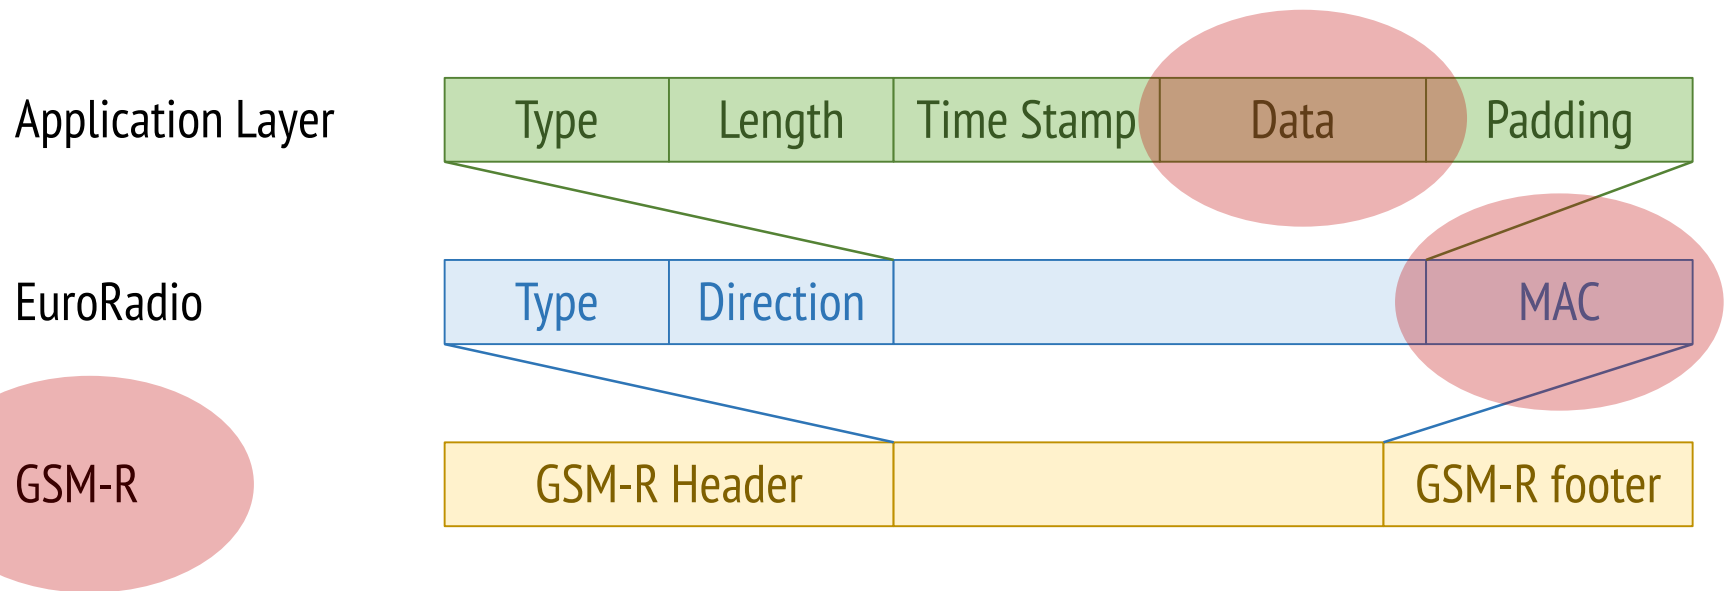 Application Layer Type Length Time Stamp Data Padding
EuroRadio Type Direction MAC
GSM-R GSM-R Header GSM-R footer